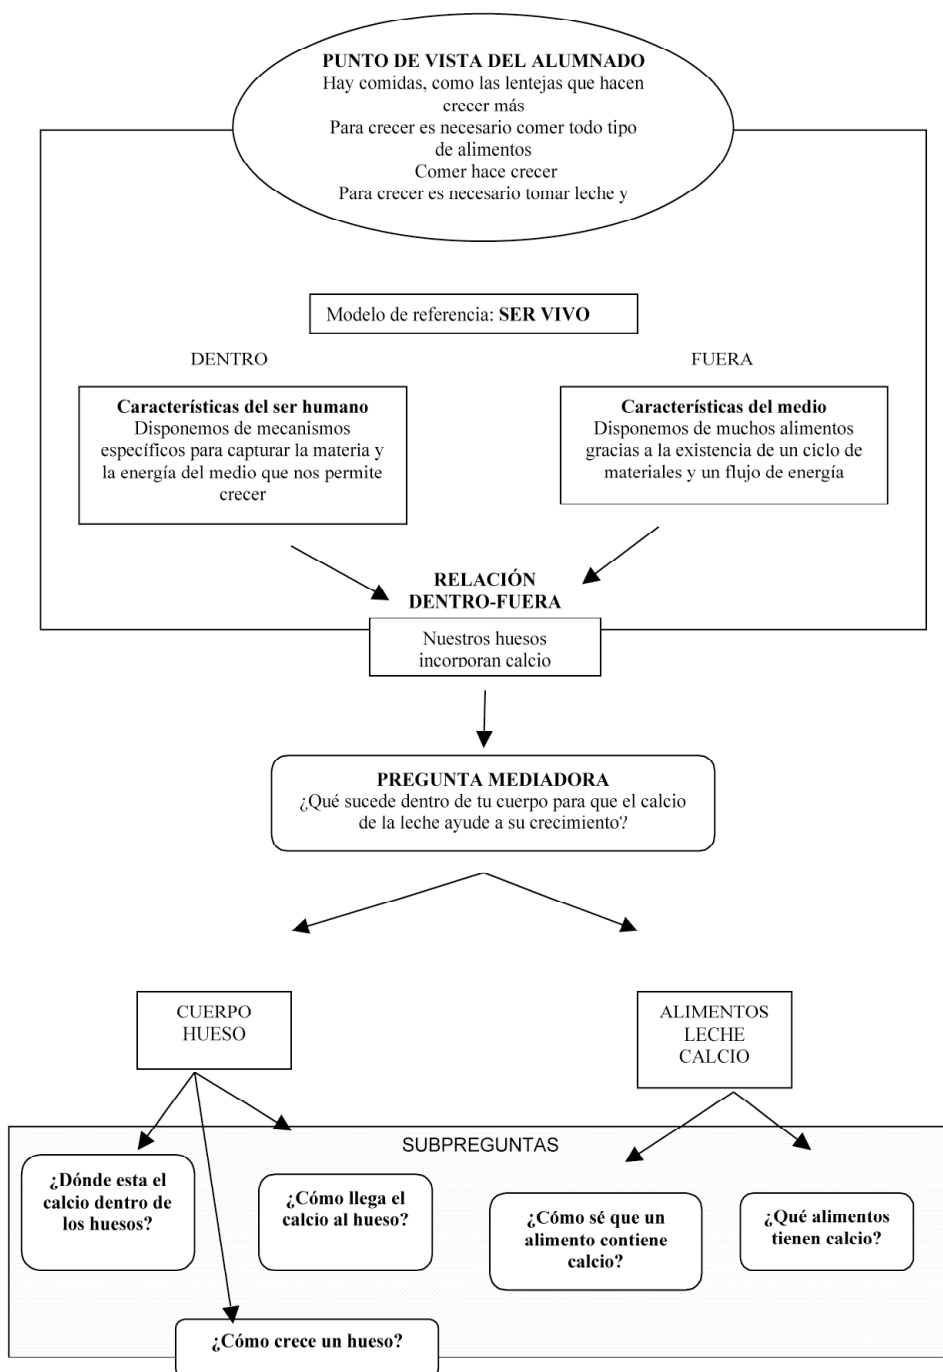 PUNTO DE VISTA DEL ALUMNADO
Hay comidas, como las lentejas que hacen
crecer más
Para crecer es necesario comer todo tipo
de alimentos
Comer hace crecer
Para crecer es necesario tomar leche y
Modelo de referencia: SER VIVO
DENTRO
FUERA
Características del ser humano
Disponemos de mecanismos
específicos para capturar la materia y
la energía del medio que nos permite
crecer
Características del medio
Disponemos de muchos alimentos
gracias a la existencia de un ciclo de
materiales y un flujo de energía
RELACIÓN
DENTRO-FUERA
Nuestros huesos
incorporan calcio
PREGUNTA MEDIADORA
¿Qué sucede dentro de tu cuerpo para que el calcio
de la leche ayude a su crecimiento?
CUERPO
HUESO
ALIMENTOS
LECHE
CALCIO
SUBPREGUNTAS
¿Dónde esta el
calcio dentro de
los huesos?
¿Cómo llega el
calcio al hueso?
¿Cómo sé que un
alimento contiene
calcio?
¿Qué alimentos
tienen calcio?
¿Cómo crece un hueso?